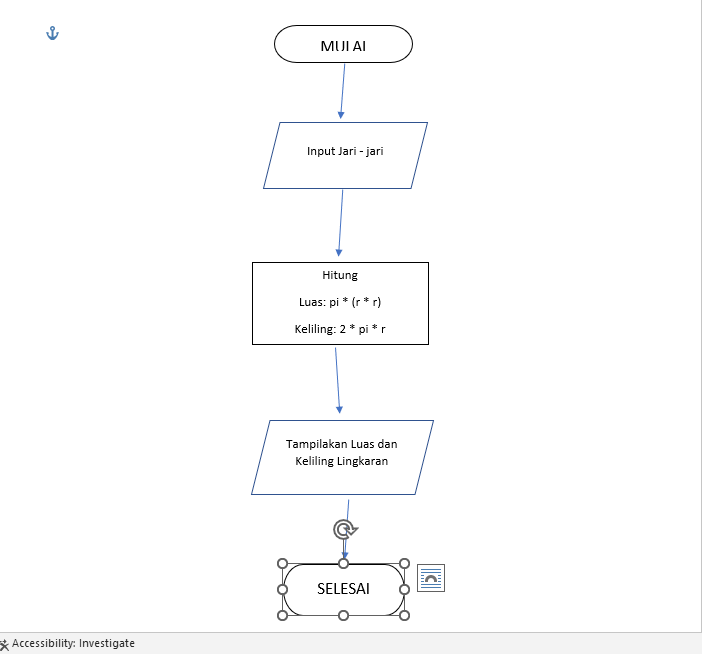 MULAI
Input Jari - jari
Hitung
Luas: pi * (r * r)
Keliling: 2 * pi * r
Tampilakan Luas dan
Keliling Lingkaran
SELESAI
Accessibility: Investigate